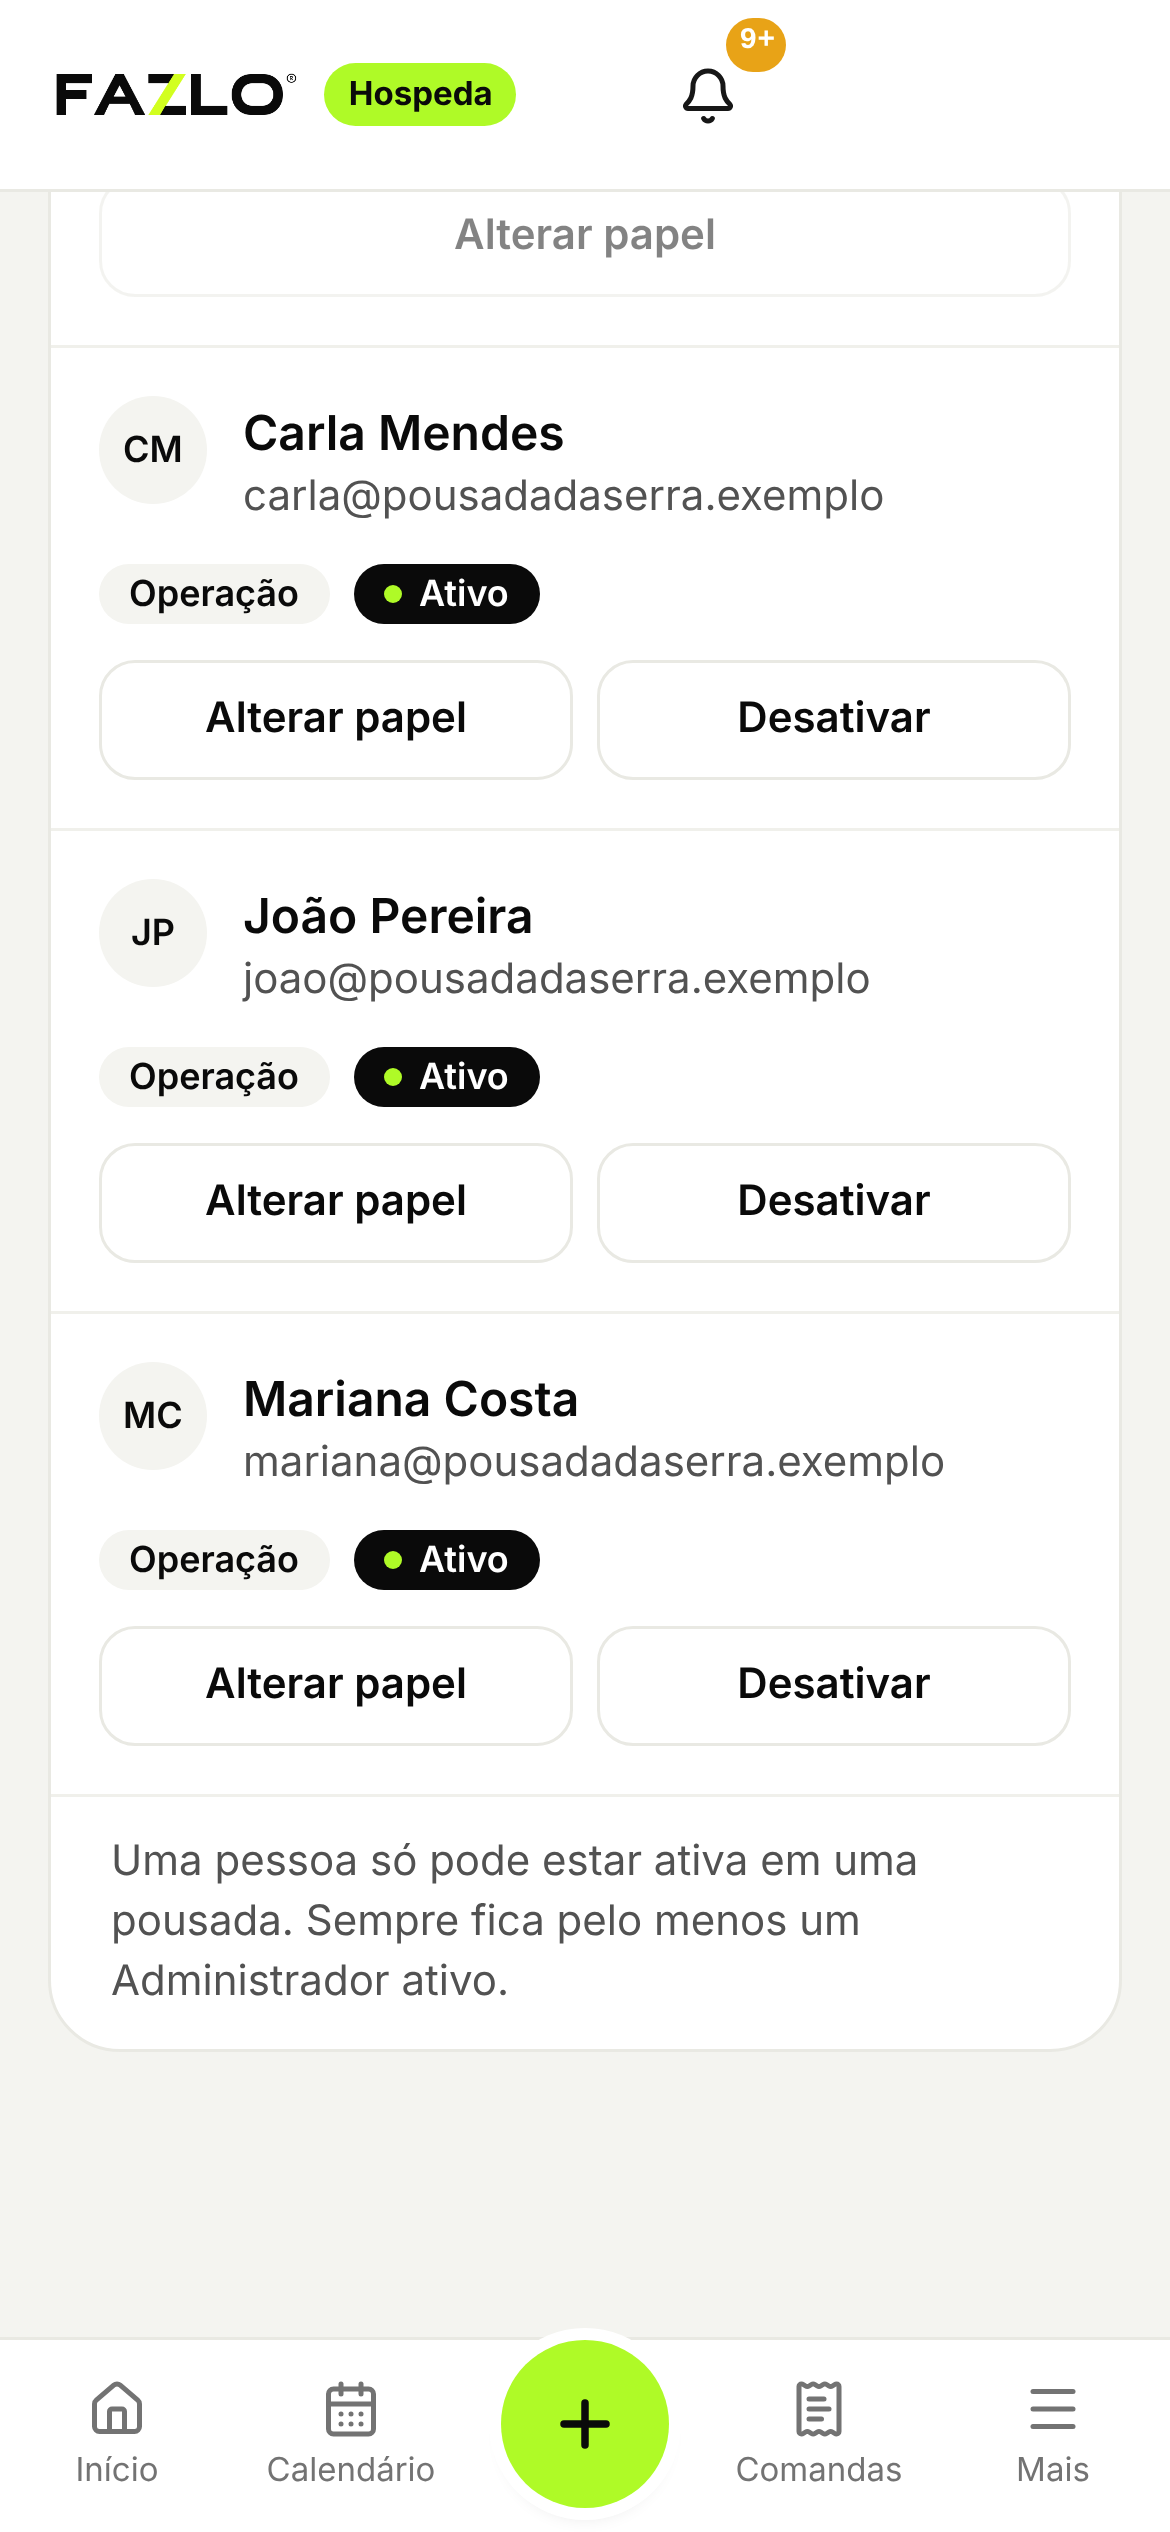 FAZLO®
Hospeda
9+
Alterar papel
CM
Carla Mendes
carla@pousadadaserra.exemplo
Operação
Ativo
Alterar papel
Desativar
JP
João Pereira
joao@pousadadaserra.exemplo
Operação
Ativo
Alterar papel
Desativar
MC
Mariana Costa
mariana@pousadadaserra.exemplo
Operação
Ativo
Alterar papel
Desativar
Uma pessoa só pode estar ativa em uma
pousada. Sempre fica pelo menos um
Administrador ativo.
Início
Calendário
Comandas
Mais